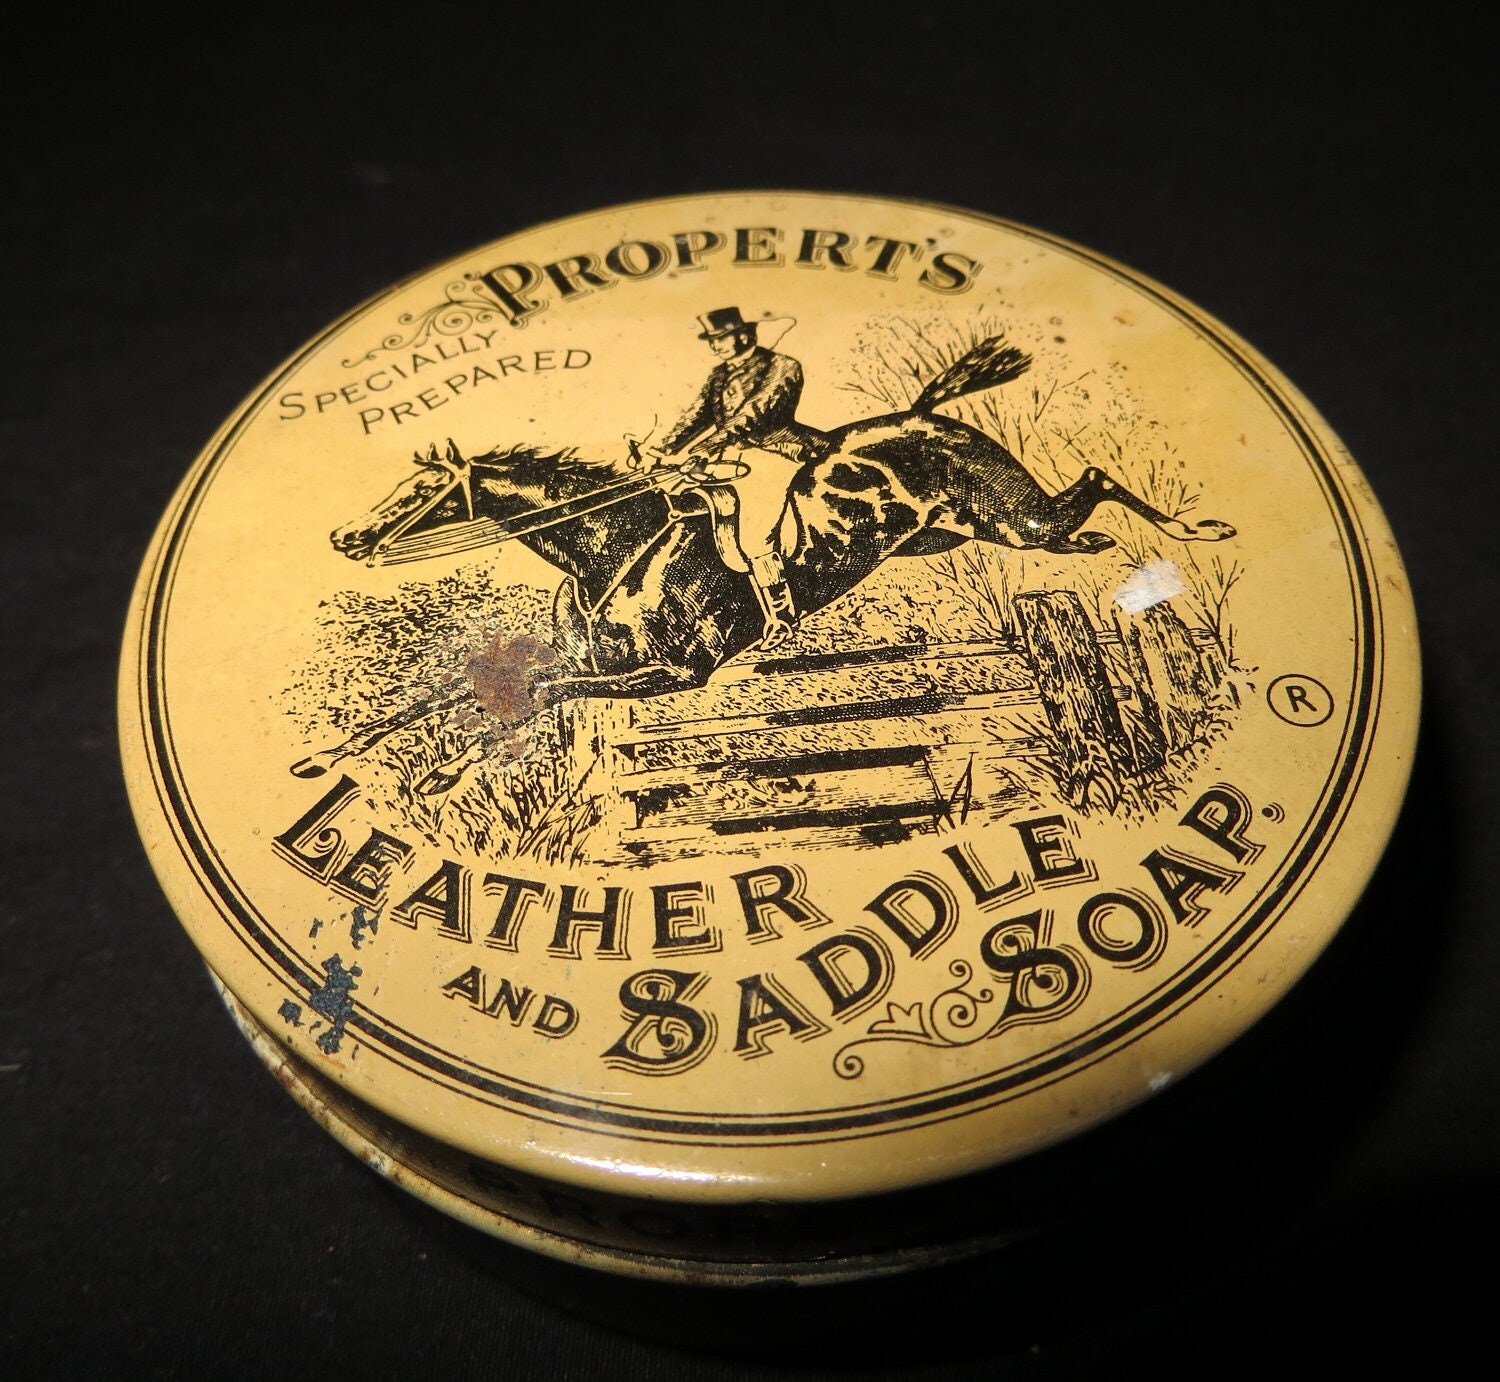 PROPERT'S
SPECIALLY
PREPARED
®
LEATHER
AND SADDLE
SOAP.